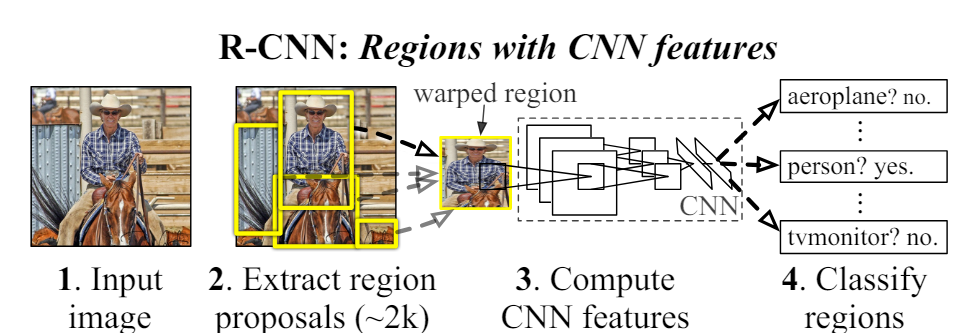 R-CNN: Regions with CNN features
warped region
aeroplane? no.
person? yes.
CNN
tvmonitor? no.
1. Input
image
2. Extract region
proposals (~2k)
3. Compute
CNN features
4. Classify
regions